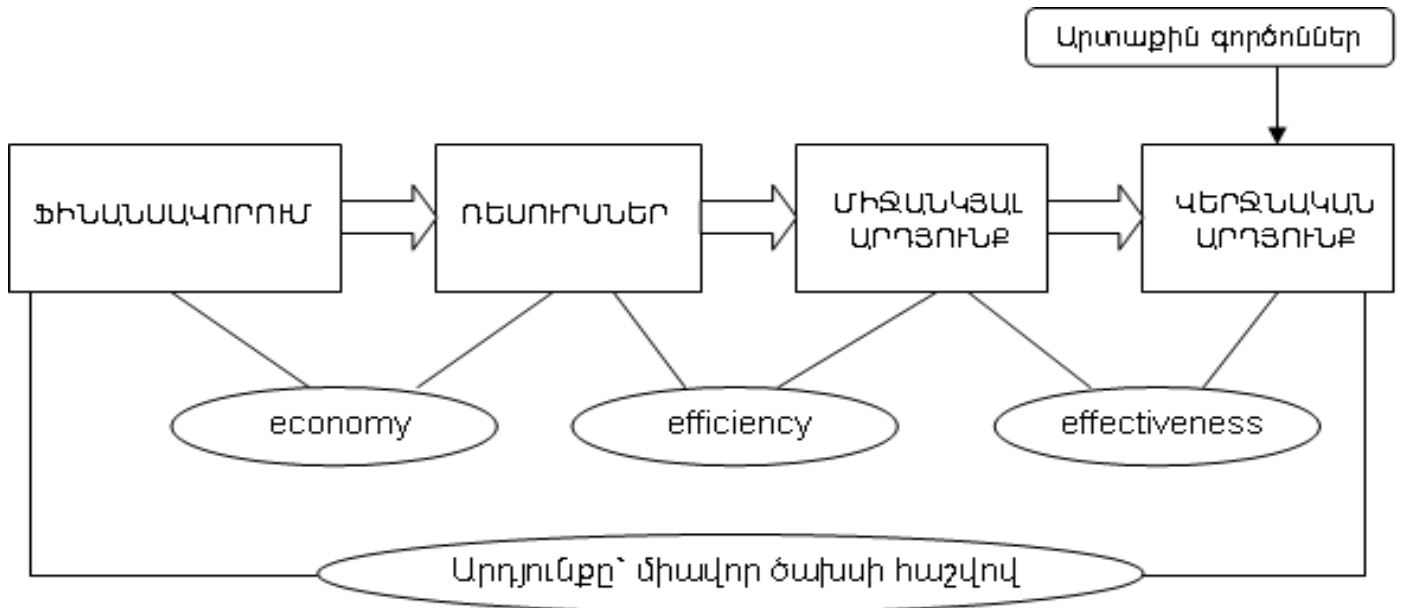 Արտաքին գործոններ
ՖԻՆԱՆՍԱՎՈՐՈՒՄ
ՌԵՍՈՒՐՍՆԵՐ
ՄԻՋԱՆԿՅԱԼ
ԱՐԴՅՈՒՆՔ
ՎԵՐՋՆԱԿԱՆ
ԱՐԴՅՈՒՆՔ
economy
efficiency
effectiveness
Արդյունքը՝ միավոր ծախսի հաշվով